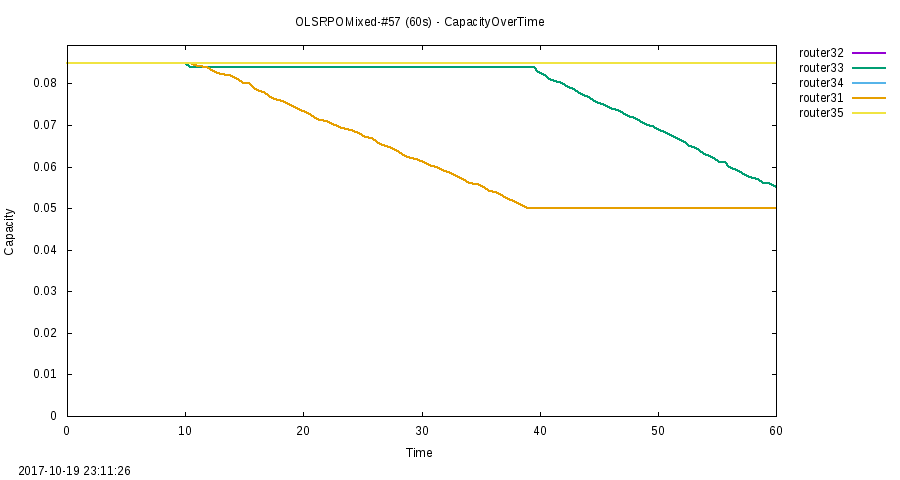 OLSRPOMixed-#57 (60s) - CapacityOverTime
router32
router33
router34
router31
router35
0.08
0.07
0.06
0.05
0.04
0.03
0.02
0.01
0
Capacity
0 10 20 30 40 50 60
Time
2017-10-19 23:11:26